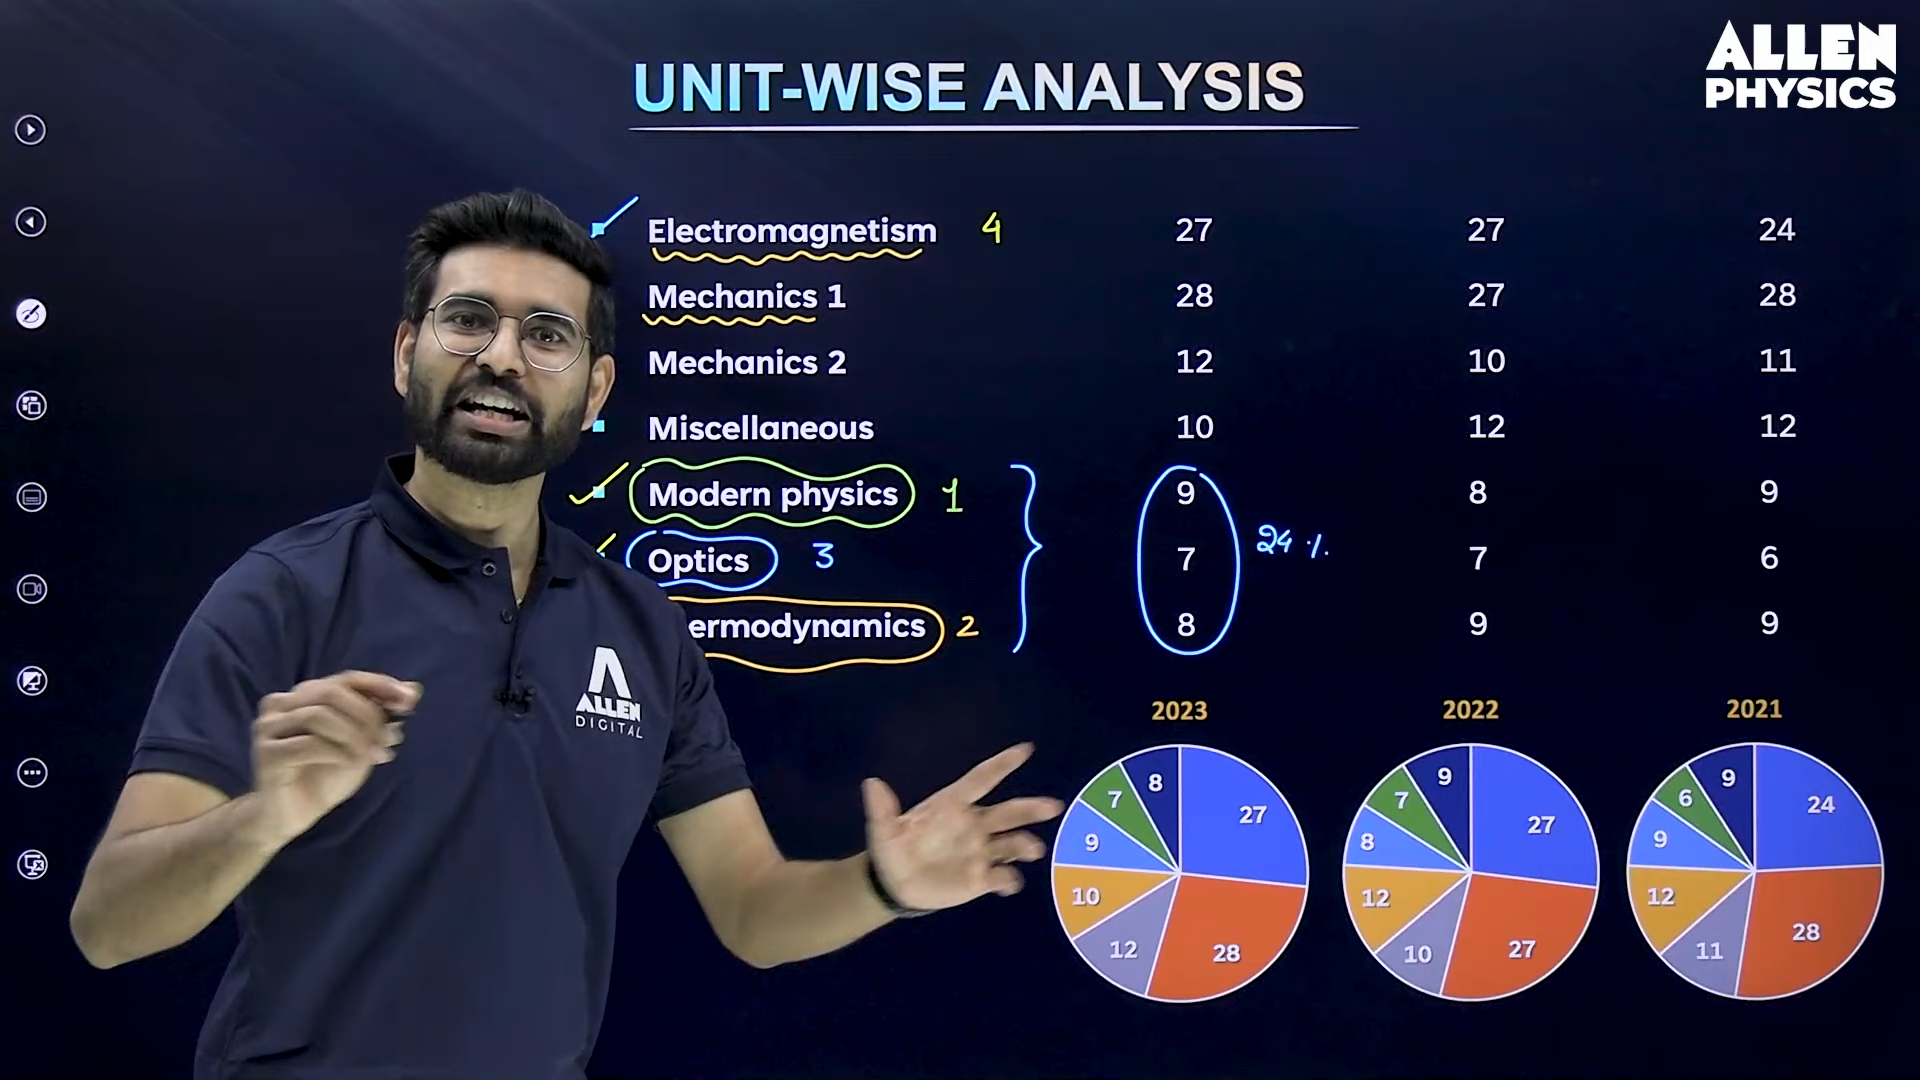 ALLEN
PHYSICS
UNIT-WISE ANALYSIS
Electromagnetism 4 27 27 24
Mechanics 1 28 27 28
Mechanics 2 12 10 11
Miscellaneous 10 12 12
Modern physics 1 9 8 9
Optics 3 7 7 6
ermodynamics 2 8 9 9
24 %
ALLEN
DIGITAL
2023 2022 2021
8 27 28 12 10 9 7
9 27 27 10 12 8 7
9 24 28 11 12 9 6